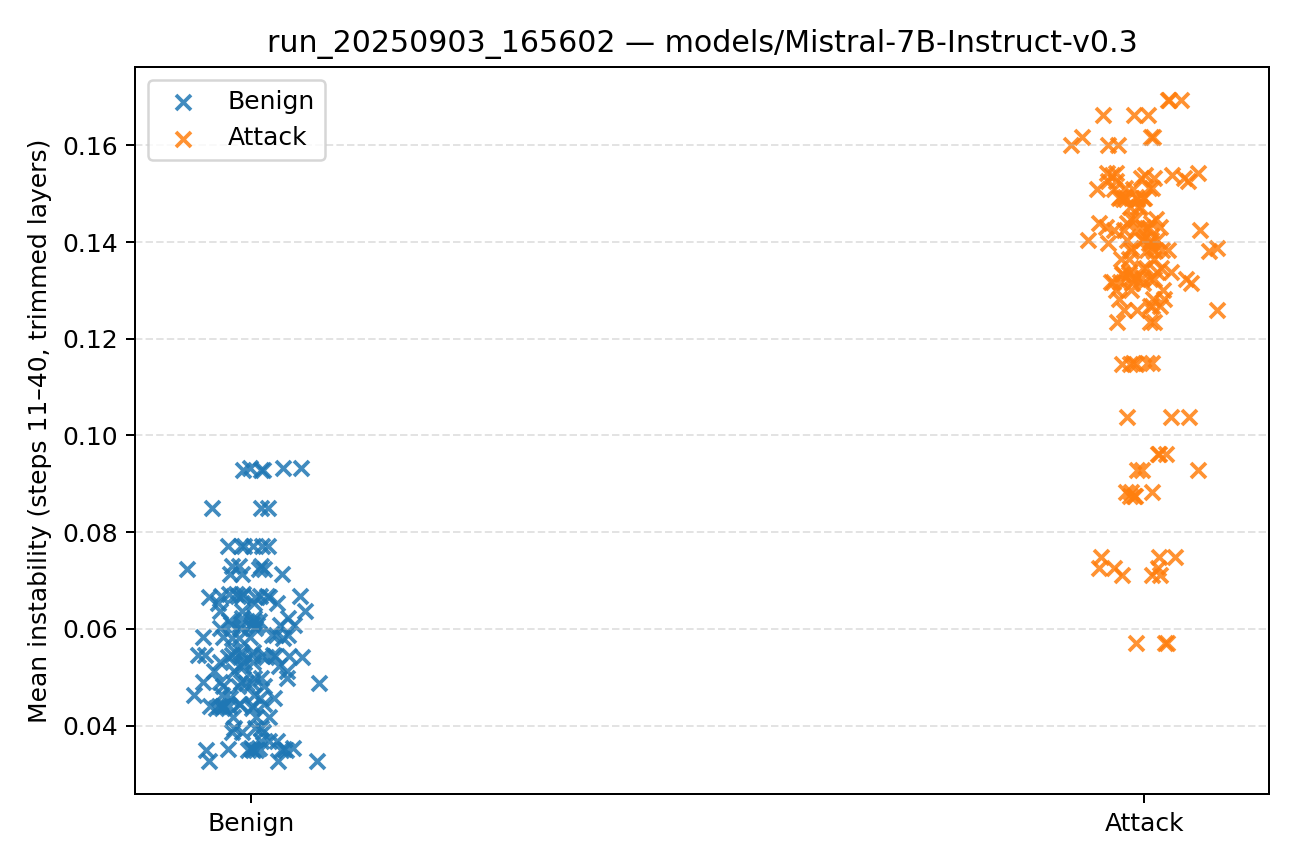 run_20250903_165602 — models/Mistral-7B-Instruct-v0.3
Benign
Attack
Mean instability (steps 11–40, trimmed layers)
0.16
0.14
0.12
0.10
0.08
0.06
0.04
Benign
Attack